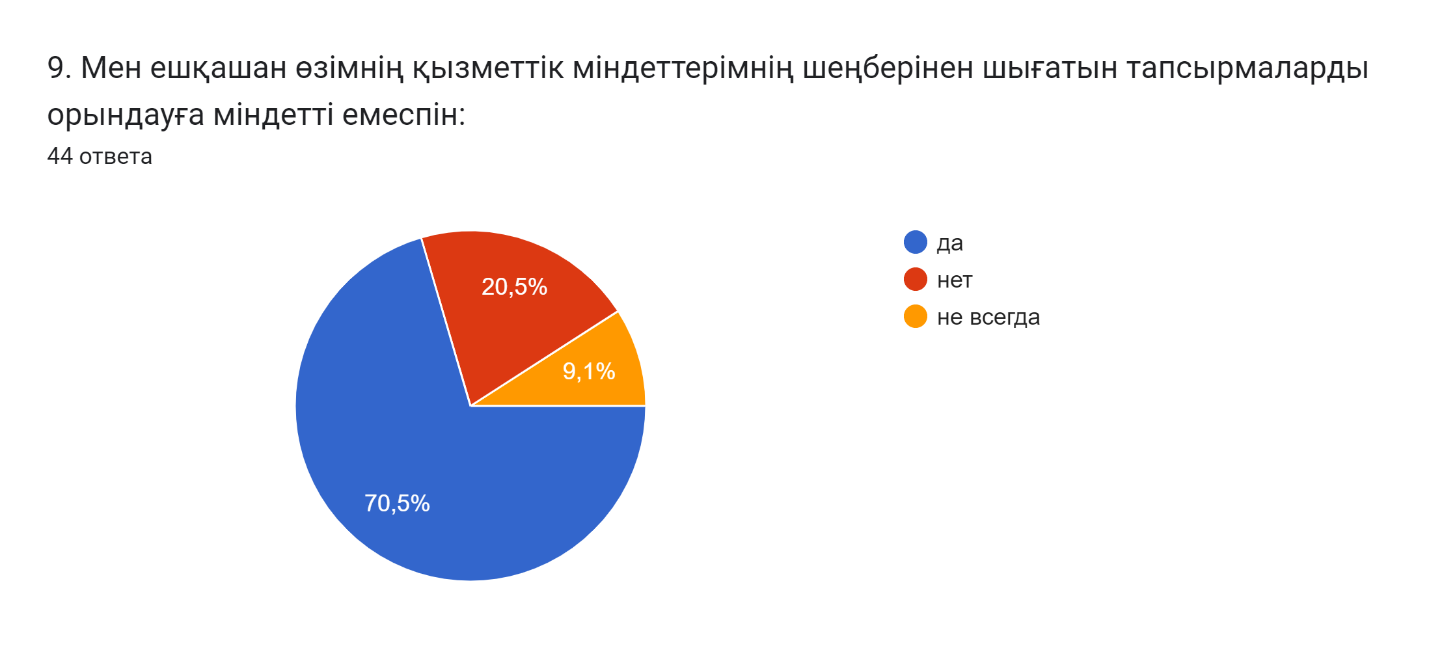 9. Мен ешқашан өзімнің қызметтік міндеттерімнің шеңберінен шығатын тапсырмаларды
орындауға міндетті емеспін:
44 ответа
да
нет
не всегда
20,5%
9,1%
70,5%